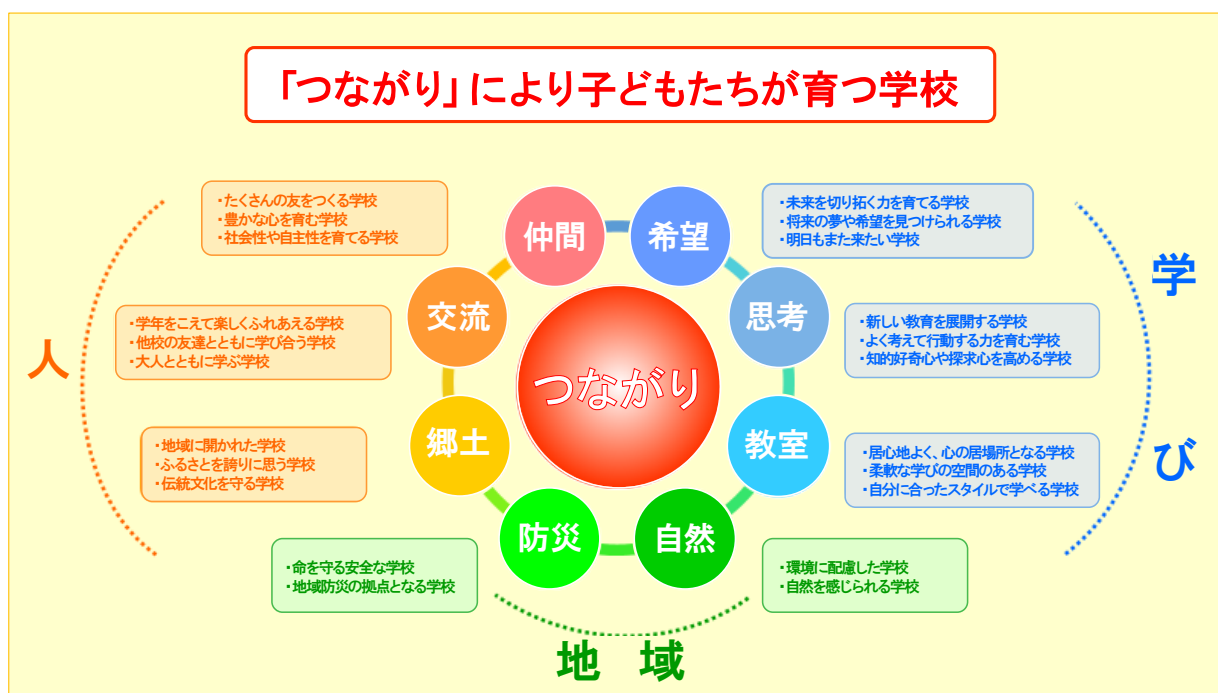 「つながり」により子どもたちが育つ学校
・たくさんの友をつくる学校
・豊かな心を育む学校
・社会性や自主性を育てる学校
仲間
希望
・未来を切り拓く力を育てる学校
・将来の夢や希望を見つけられる学校
・明日もまた来たい学校
人
・学年をこえて楽しくふれあえる学校
・他校の友達とともに学び合う学校
・大人とともに学ぶ学校
交流
つながり
思考
・新しい教育を展開する学校
・よく考えて行動する力を育む学校
・知的好奇心や探求心を高める学校
学び
・地域に開かれた学校
・ふるさとを誇りに思う学校
・伝統文化を守る学校
郷土
教室
・居心地よく、心の居場所となる学校
・柔軟な学びの空間のある学校
・自分に合ったスタイルで学べる学校
・命を守る安全な学校
・地域防災の拠点となる学校
防災
自然
・環境に配慮した学校
・自然を感じられる学校
地 域